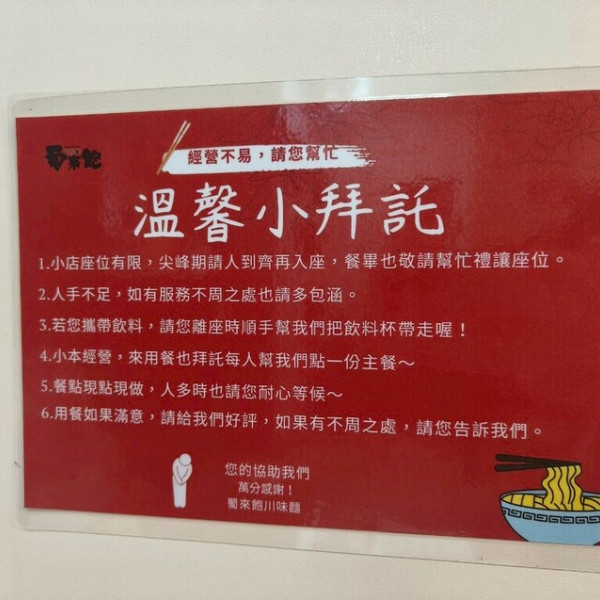 蜀來飽
經營不易，請您幫忙
溫馨小拜託
1.小店座位有限，尖峰期請人到齊再入座，餐畢也敬請幫忙禮讓座位。
2.人手不足，如有服務不周之處也請多包涵。
3.若您攜帶飲料，請您離座時順手幫我們把飲料杯帶走喔！
4.小本經營，來用餐也拜託每人幫我們點一份主餐～
5.餐點現點現做，人多時也請您耐心等候～
6.用餐如果滿意，請給我們好評，如果有不周之處，請您告訴我們。
您的協助我們
萬分感謝！
蜀來飽川味麵